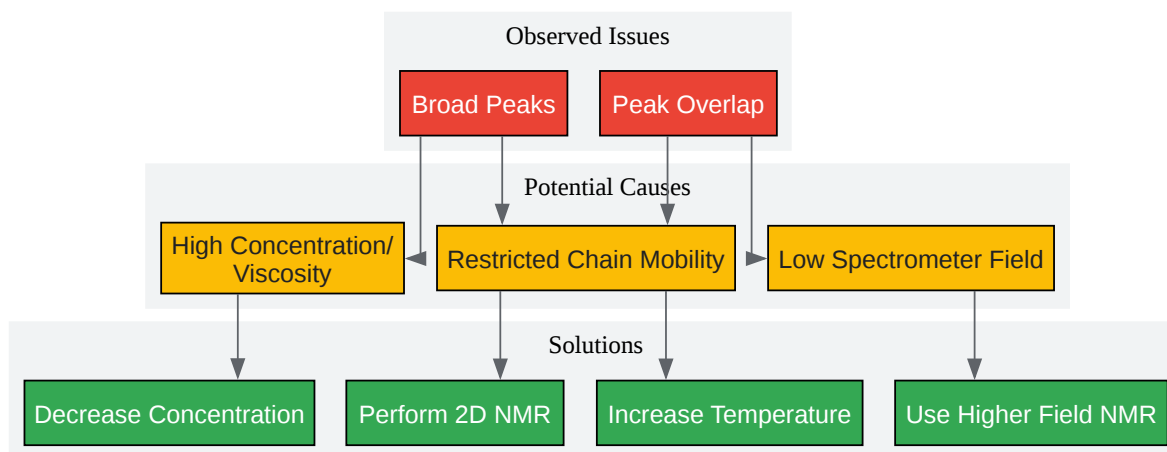 Observed Issues
Broad Peaks
Peak Overlap
Potential Causes
High Concentration/
Viscosity
Restricted Chain Mobility
Low Spectrometer Field
Solutions
Decrease Concentration
Perform 2D NMR
Increase Temperature
Use Higher Field NMR